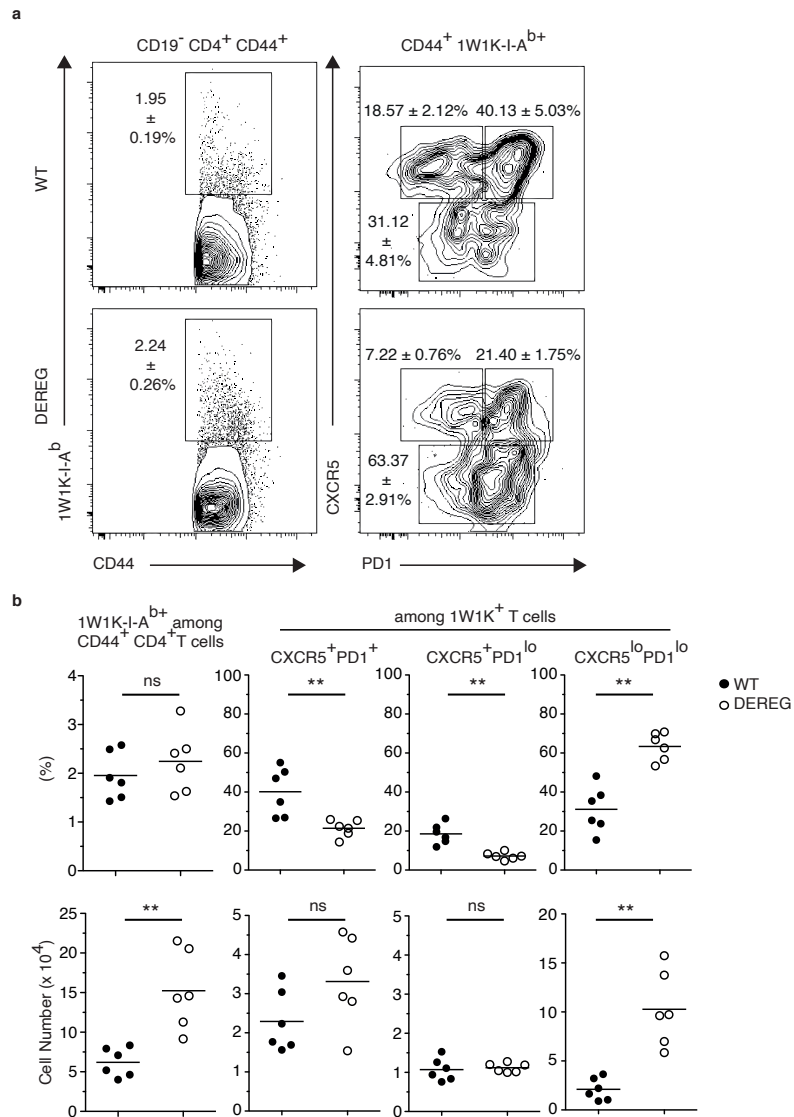 a
CD19- CD4+ CD44+
CD44+ 1W1K-I-Ab+
WT
1.95
±
0.19%
18.57 ± 2.12% 40.13 ± 5.03%
31.12
±
4.81%
DEREG
2.24
±
0.26%
7.22 ± 0.76% 21.40 ± 1.75%
63.37
±
2.91%
1W1K-I-Ab
CXCR5
CD44
PD1
b
1W1K-I-Ab+ among
CD44+ CD4+T cells
among 1W1K+ T cells
CXCR5+PD1+
CXCR5+PD1lo
CXCR5loPD1lo
WT
DEREG
ns
**
**
**
(%)
4
3
2
1
0
100
80
60
40
20
0
100
80
60
40
20
0
100
80
60
40
20
0
**
ns
ns
**
Cell Number (x 10-4)
25
20
15
10
5
0
5
4
3
2
1
0
5
4
3
2
1
0
20
15
10
5
0